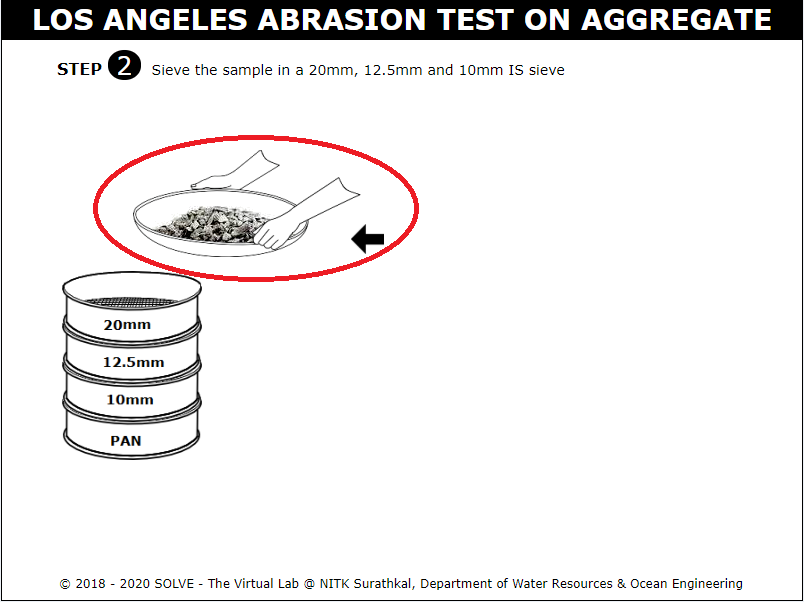 LOS ANGELES ABRASION TEST ON AGGREGATE
STEP 2 Sieve the sample in a 20mm, 12.5mm and 10mm IS sieve
20mm
12.5mm
10mm
PAN
© 2018 - 2020 SOLVE - The Virtual Lab @ NITK Surathkal, Department of Water Resources & Ocean Engineering